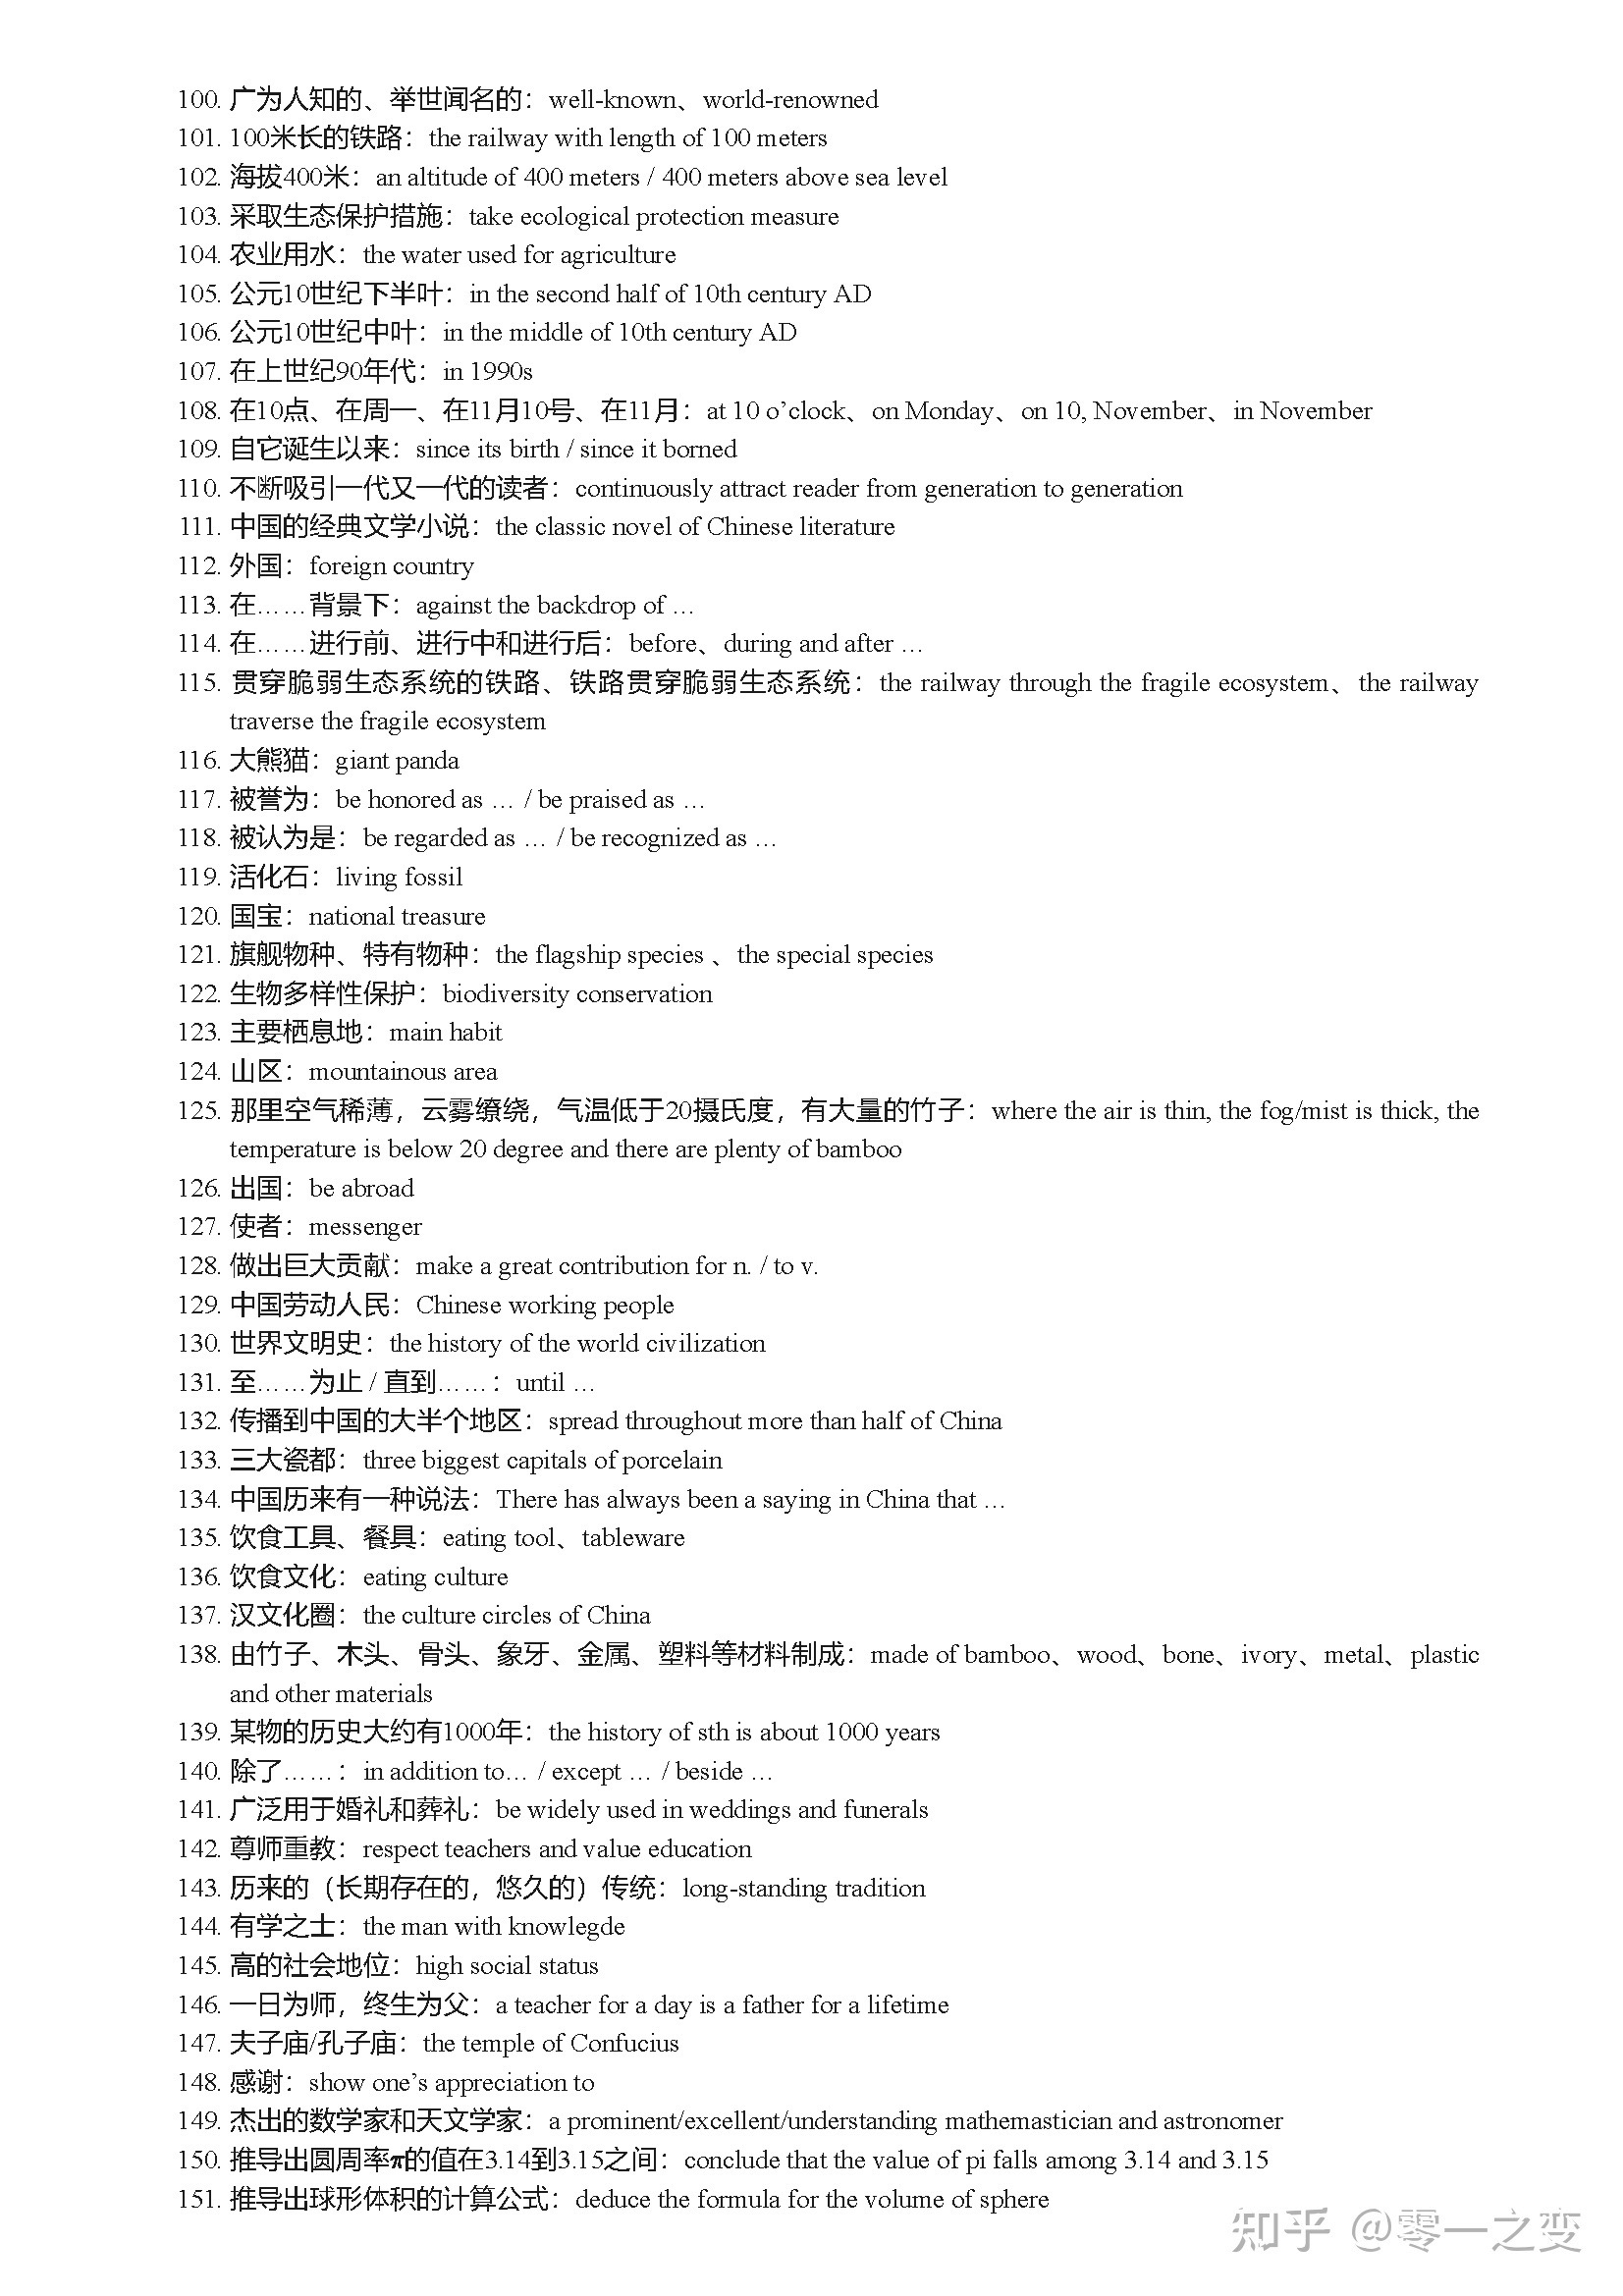 100. 广为人知的、举世闻名的：well-known、world-renowned
101. 100米长的铁路：the railway with length of 100 meters
102. 海拔400米：an altitude of 400 meters / 400 meters above sea level
103. 采取生态保护措施：take ecological protection measure
104. 农业用水：the water used for agriculture
105. 公元10世纪下半叶：in the second half of 10th century AD
106. 公元10世纪中叶：in the middle of 10th century AD
107. 在上世纪90年代：in 1990s
108. 在10点、在周一、在11月10号、在11月：at 10 o’clock、on Monday、on 10, November、in November
109. 自它诞生以来：since its birth / since it borned
110. 不断吸引一代又一代的读者：continuously attract reader from generation to generation
111. 中国的经典文学小说：the classic novel of Chinese literature
112. 外国：foreign country
113. 在……背景下：against the backdrop of …
114. 在……进行前、进行中和进行后：before、during and after …
115. 贯穿脆弱生态系统的铁路、铁路贯穿脆弱生态系统：the railway through the fragile ecosystem、the railway
traverse the fragile ecosystem
116. 大熊猫：giant panda
117. 被誉为：be honored as … / be praised as …
118. 被认为是：be regarded as … / be recognized as …
119. 活化石：living fossil
120. 国宝：national treasure
121. 旗舰物种、特有物种：the flagship species 、the special species
122. 生物多样性保护：biodiversity conservation
123. 主要栖息地：main habit
124. 山区：mountainous area
125. 那里空气稀薄，云雾缭绕，气温低于20摄氏度，有大量的竹子：where the air is thin, the fog/mist is thick, the
temperature is below 20 degree and there are plenty of bamboo
126. 出国：be abroad
127. 使者：messenger
128. 做出巨大贡献：make a great contribution for n. / to v.
129. 中国劳动人民：Chinese working people
130. 世界文明史：the history of the world civilization
131. 至……为止 / 直到……：until …
132. 传播到中国的大半个地区：spread throughout more than half of China
133. 三大瓷都：three biggest capitals of porcelain
134. 中国历来有一种说法：There has always been a saying in China that …
135. 饮食工具、餐具：eating tool、tableware
136. 饮食文化：eating culture
137. 汉文化圈：the culture circles of China
138. 由竹子、木头、骨头、象牙、金属、塑料等材料制成：made of bamboo、wood、bone、ivory、metal、plastic
and other materials
139. 某物的历史大约有1000年：the history of sth is about 1000 years
140. 除了……：in addition to… / except … / beside …
141. 广泛用于婚礼和葬礼：be widely used in weddings and funerals
142. 尊师重教：respect teachers and value education
143. 历来的（长期存在的，悠久的）传统：long-standing tradition
144. 有学之士：the man with knowlegde
145. 高的社会地位：high social status
146. 一日为师，终生为父：a teacher for a day is a father for a lifetime
147. 夫子庙/孔子庙：the temple of Confucius
148. 感谢：show one’s appreciation to
149. 杰出的数学家和天文学家：a prominent/excellent/understanding mathemastician and astronomer
150. 推导出圆周率π的值在3.14到3.15之间：conclude that the value of pi falls among 3.14 and 3.15
151. 推导出球形体积的计算公式：deduce the formula for the volume of sphere
知乎 @零一之变